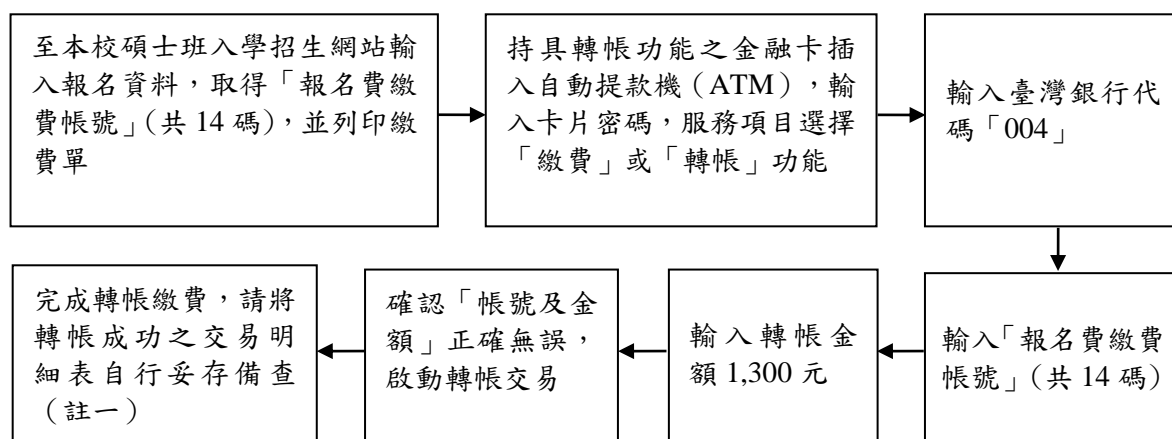 至本校碩士班入學招生網站輸
入報名資料，取得「報名費繳
費帳號」（共 14 碼），並列印繳
費單
持具轉帳功能之金融卡插
入自動提款機（ATM），輸
入卡片密碼，服務項目選擇
「繳費」或「轉帳」功能
輸入臺灣銀行代
碼「004」
輸入「報名費繳費
帳號」（共 14 碼）
輸入轉帳金
額 1,300 元
確認「帳號及金
額」正確無誤，
啟動轉帳交易
完成轉帳繳費，請將
轉帳成功之交易明
細表自行妥存備查
（註一）